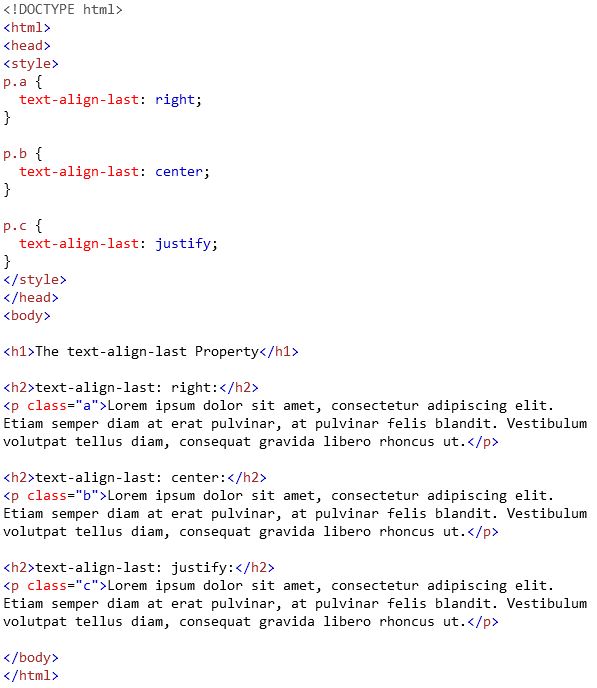 <!DOCTYPE html>
<html>
<head>
<style>
p.a {
  text-align-last: right;
}

p.b {
  text-align-last: center;
}

p.c {
  text-align-last: justify;
}
</style>
</head>
<body>

<h1>The text-align-last Property</h1>

<h2>text-align-last: right:</h2>
<p class="a">Lorem ipsum dolor sit amet, consectetur adipiscing elit.
Etiam semper diam at erat pulvinar, at pulvinar felis blandit. Vestibulum
volutpat tellus diam, consequat gravida libero rhoncus ut.</p>

<h2>text-align-last: center:</h2>
<p class="b">Lorem ipsum dolor sit amet, consectetur adipiscing elit.
Etiam semper diam at erat pulvinar, at pulvinar felis blandit. Vestibulum
volutpat tellus diam, consequat gravida libero rhoncus ut.</p>

<h2>text-align-last: justify:</h2>
<p class="c">Lorem ipsum dolor sit amet, consectetur adipiscing elit.
Etiam semper diam at erat pulvinar, at pulvinar felis blandit. Vestibulum
volutpat tellus diam, consequat gravida libero rhoncus ut.</p>

</body>
</html>